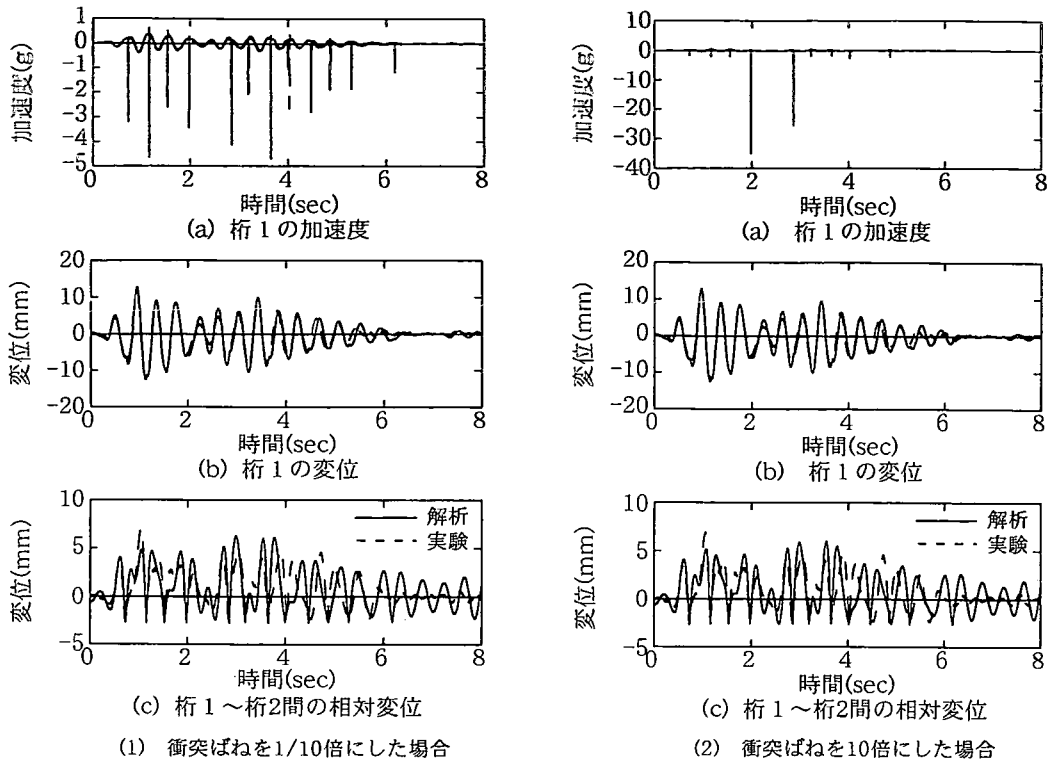 1
0
-1
-2
-3
-4
-5
加速度(g)
0 2 4 6 8
時間(sec)
(a) 桁1の加速度
20
10
0
-10
-20
変位(mm)
0 2 4 6 8
時間(sec)
(b) 桁1の変位
10
5
0
-5
変位(mm)
解析
実験
0 2 4 6 8
時間(sec)
(c) 桁1～桁2間の相対変位
(1) 衝突ばねを1/10倍にした場合
10
0
-10
-20
-30
-40
加速度(g)
0 2 4 6 8
時間(sec)
(a) 桁1の加速度
20
10
0
-10
-20
変位(mm)
0 2 4 6 8
時間(sec)
(b) 桁1の変位
10
5
0
-5
変位(mm)
解析
実験
0 2 4 6 8
時間(sec)
(c) 桁1～桁2間の相対変位
(2) 衝突ばねを10倍にした場合